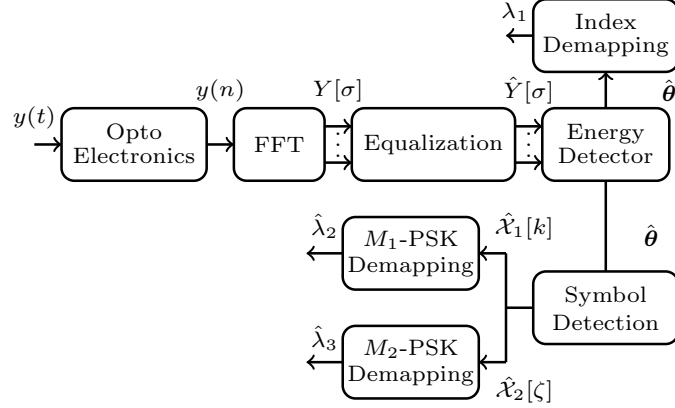 λ₁
Index
Demapping
y(t)
Opto
Electronics
y(n)
FFT
Y[σ]
Equalization
Ŷ[σ]
Energy
Detector
θ̂
θ̂
Symbol
Detection
𝒳̂₁[k]
M₁-PSK
Demapping
λ̂₂
M₂-PSK
Demapping
λ̂₃
𝒳̂₂[ζ]